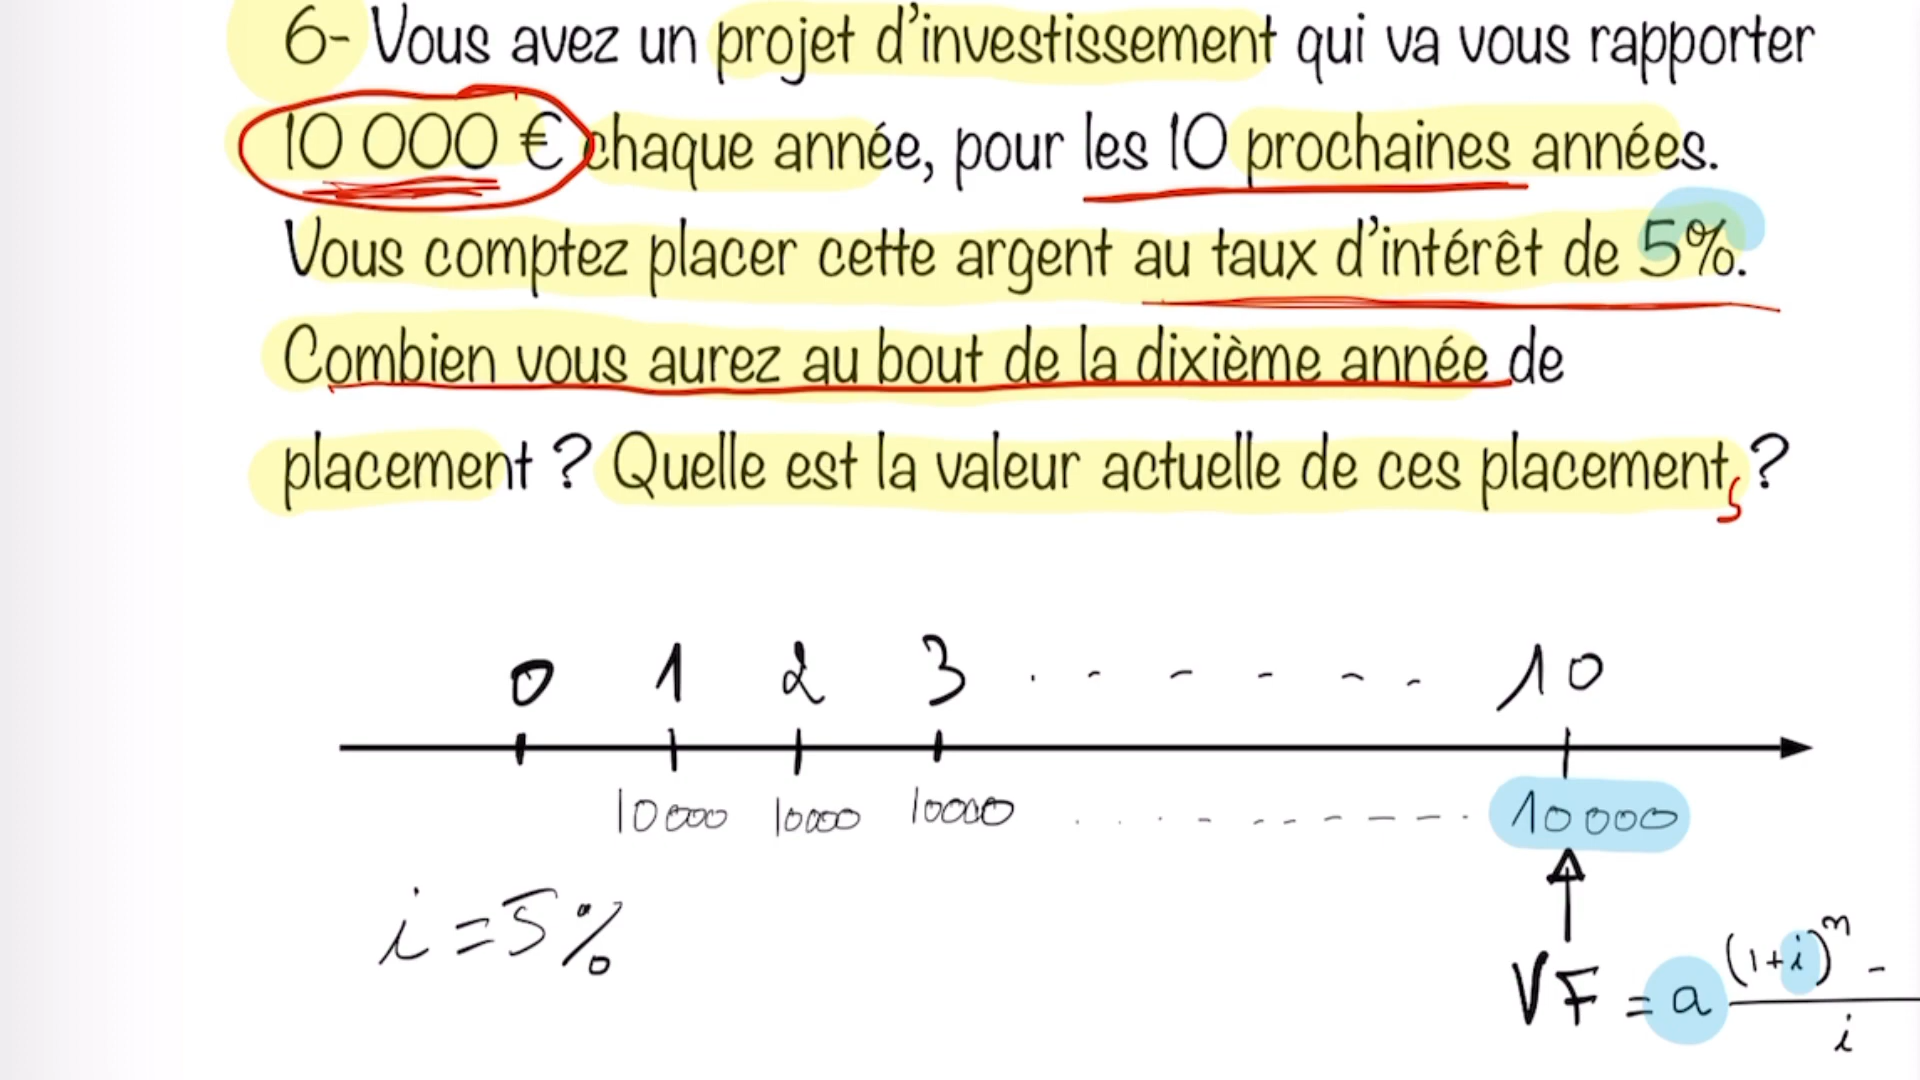 6- Vous avez un projet d'investissement qui va vous rapporter
10 000 € chaque année, pour les 10 prochaines années.
Vous comptez placer cette argent au taux d'intérêt de 5%.
Combien vous aurez au bout de la dixième année de
placement ? Quelle est la valeur actuelle de ces placements ?
0 1 2 3 . - - - - - 10
10000 10000 10000 . . . - - - - - - - 10000
i = 5%
VF = a ((1+i)^n - / i